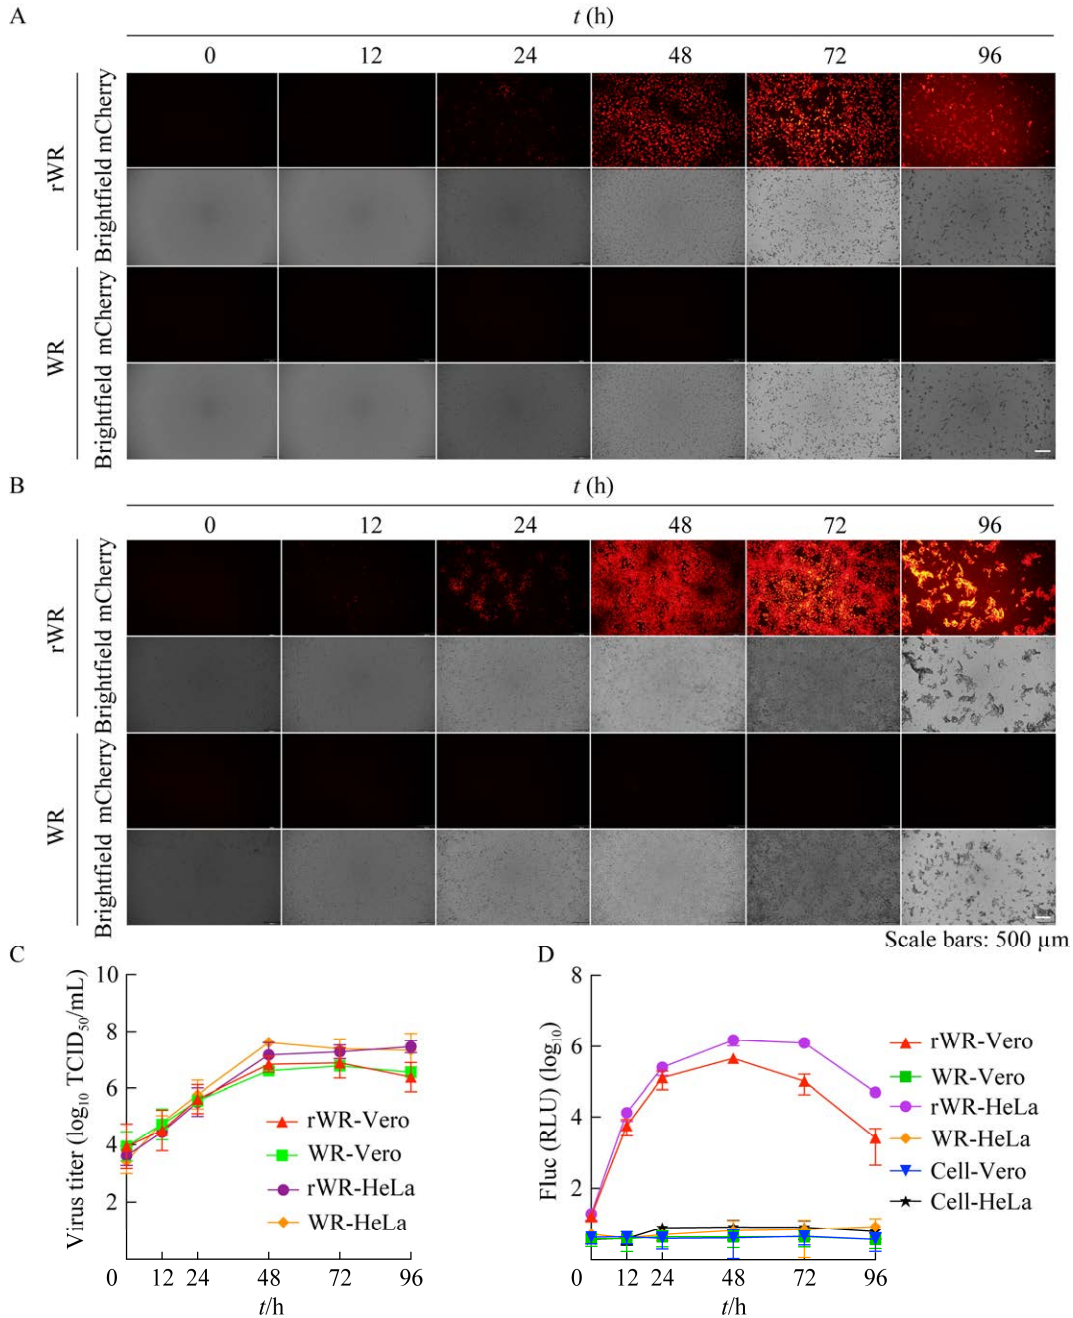 A
t (h)
0 12 24 48 72 96
rWR
mCherry
Brightfield
WR
mCherry
Brightfield
B
t (h)
0 12 24 48 72 96
rWR
mCherry
Brightfield
WR
mCherry
Brightfield
Scale bars: 500 µm
C
Virus titer (log₁₀ TCID₅₀/mL)
10
8
6
4
2
0 12 24 48 72 96
t/h
rWR-Vero
WR-Vero
rWR-HeLa
WR-HeLa
D
Fluc (RLU) (log₁₀)
8
6
4
2
0 12 24 48 72 96
t/h
rWR-Vero
WR-Vero
rWR-HeLa
WR-HeLa
Cell-Vero
Cell-HeLa